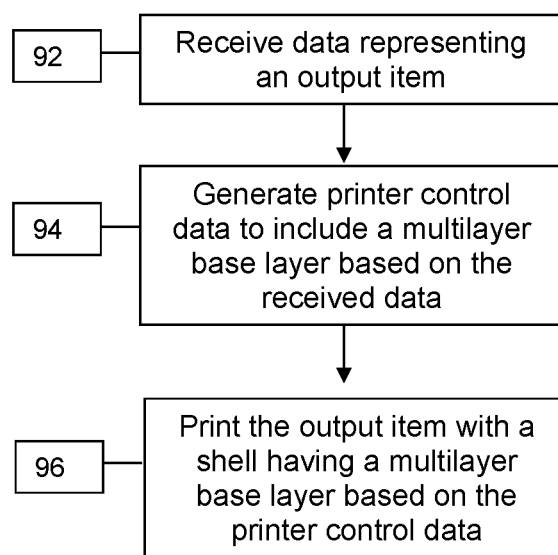 92
Receive data representing
an output item
94
Generate printer control
data to include a multilayer
base layer based on the
received data
96
Print the output item with a
shell having a multilayer
base layer based on the
printer control data